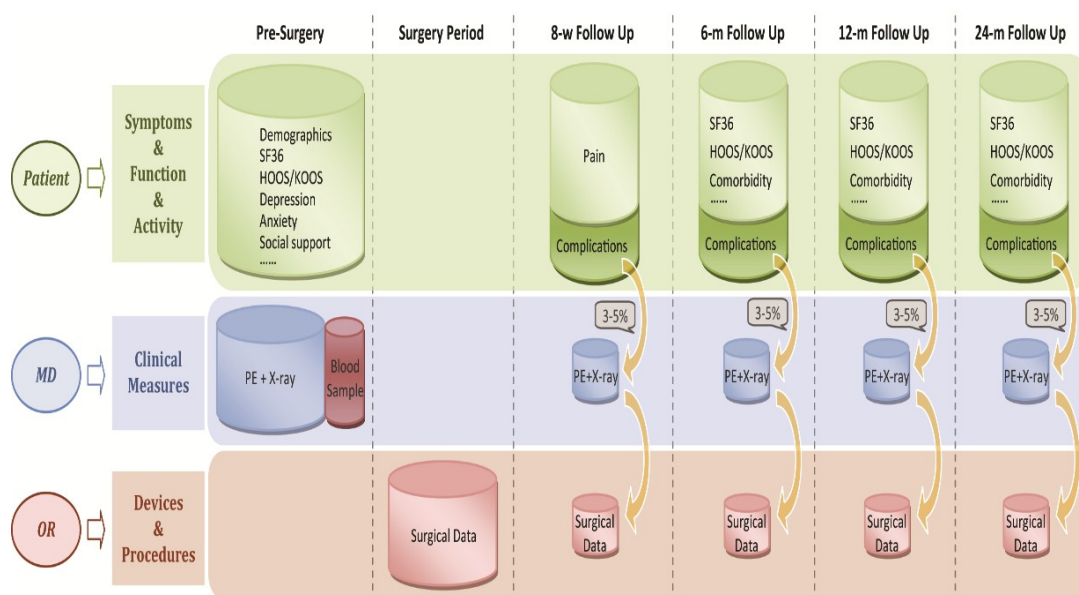 Pre-Surgery
Surgery Period
8-w Follow Up
6-m Follow Up
12-m Follow Up
24-m Follow Up
Patient
Symptoms
&
Function
&
Activity
Demographics
SF36
HOOS/KOOS
Depression
Anxiety
Social support
......
Pain
Complications
SF36
HOOS/KOOS
Comorbidity
......
Complications
SF36
HOOS/KOOS
Comorbidity
......
Complications
SF36
HOOS/KOOS
Comorbidity
......
Complications
MD
Clinical
Measures
PE + X-ray
Blood
Sample
3-5%
PE+X-ray
3-5%
PE+X-ray
3-5%
PE+X-ray
3-5%
PE+X-ray
OR
Devices
&
Procedures
Surgical Data
Surgical
Data
Surgical
Data
Surgical
Data
Surgical
Data